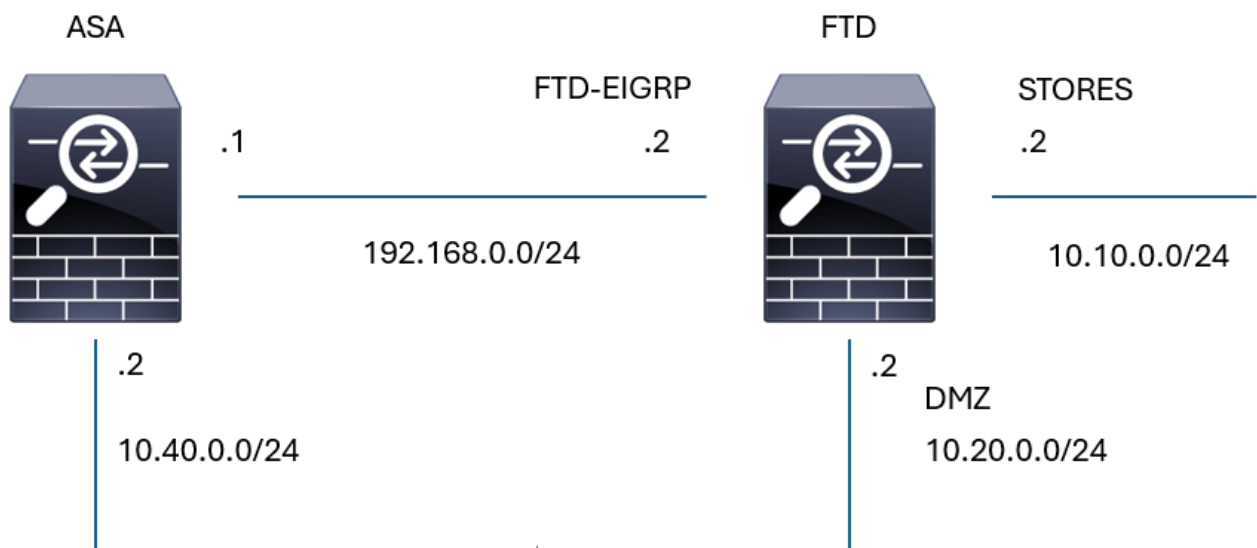 ASA
FTD
FTD-EIGRP
STORES
.1
.2
.2
192.168.0.0/24
10.10.0.0/24
.2
.2
DMZ
10.40.0.0/24
10.20.0.0/24